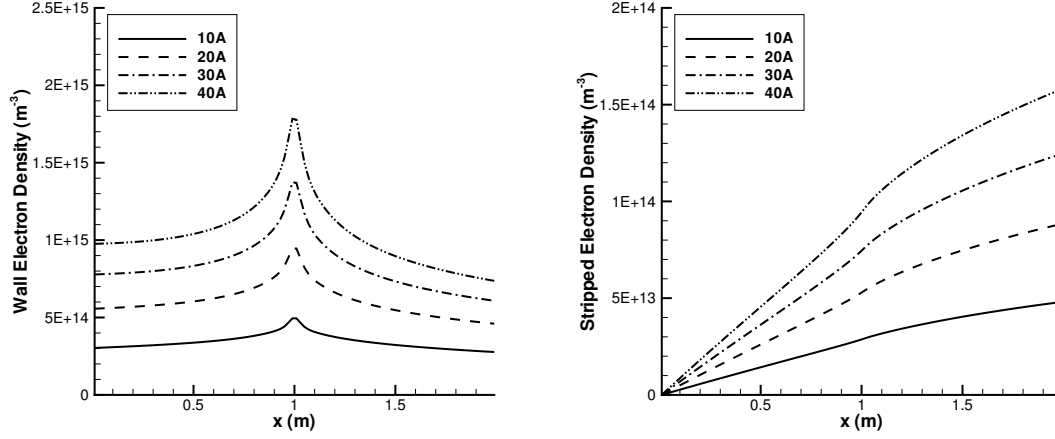 Wall Electron Density (m-3)
2.5E+15
2E+15
1.5E+15
1E+15
5E+14
0
0.5
1
1.5
x (m)
10A
20A
30A
40A
Stripped Electron Density (m-3)
2E+14
1.5E+14
1E+14
5E+13
0
0.5
1
1.5
x (m)
10A
20A
30A
40A